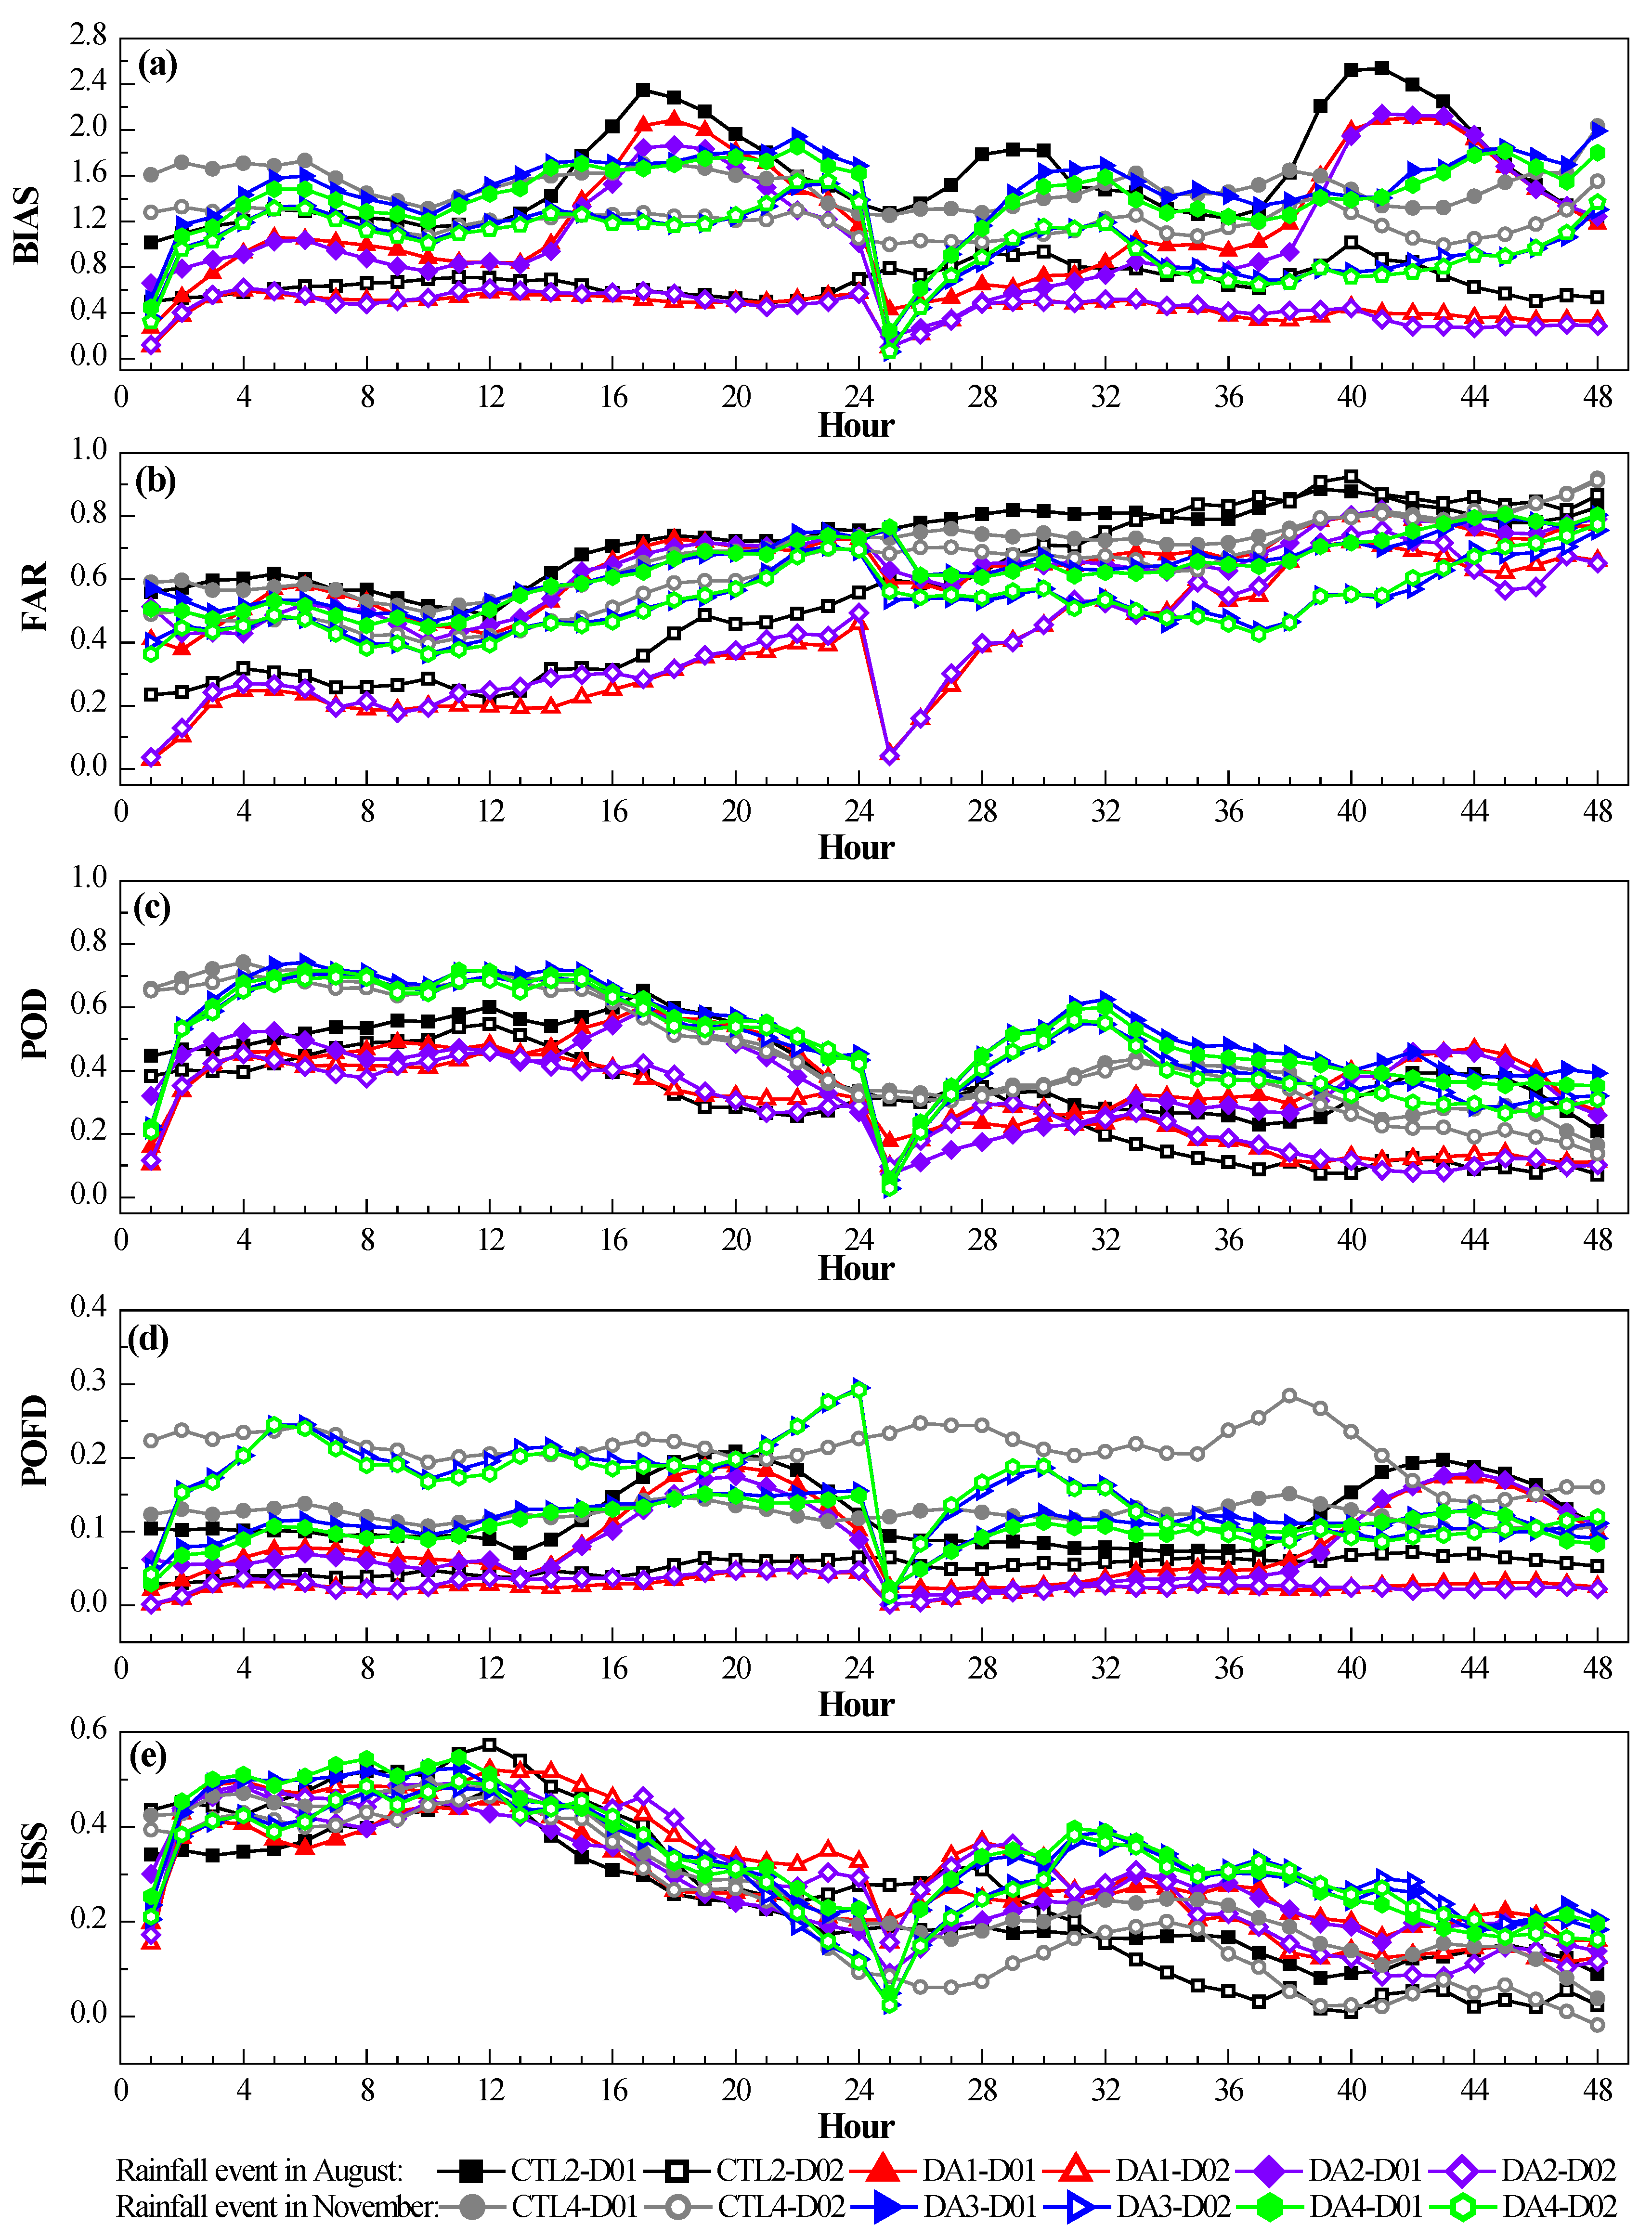 (a)
BIAS
2.8
2.4
2.0
1.6
1.2
0.8
0.4
0.0
0 4 8 12 16 20 24 28 32 36 40 44 48
Hour
(b)
FAR
1.0
0.8
0.6
0.4
0.2
0.0
0 4 8 12 16 20 24 28 32 36 40 44 48
Hour
(c)
POD
1.0
0.8
0.6
0.4
0.2
0.0
0 4 8 12 16 20 24 28 32 36 40 44 48
Hour
(d)
POFD
0.4
0.3
0.2
0.1
0.0
0 4 8 12 16 20 24 28 32 36 40 44 48
Hour
(e)
HSS
0.6
0.4
0.2
0.0
0 4 8 12 16 20 24 28 32 36 40 44 48
Hour
Rainfall event in August: CTL2-D01 CTL2-D02 DA1-D01 DA1-D02 DA2-D01 DA2-D02
Rainfall event in November: CTL4-D01 CTL4-D02 DA3-D01 DA3-D02 DA4-D01 DA4-D02